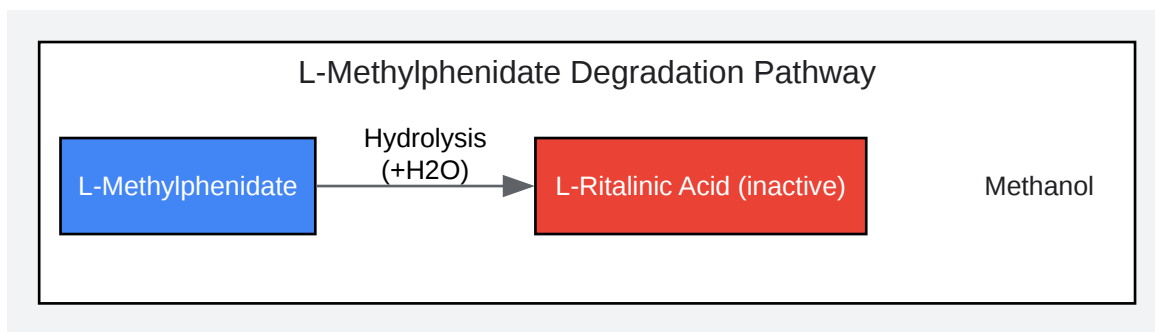 L-Methylphenidate Degradation Pathway
Hydrolysis
(+H2O)
L-Methylphenidate
L-Ritalinic Acid (inactive)
Methanol